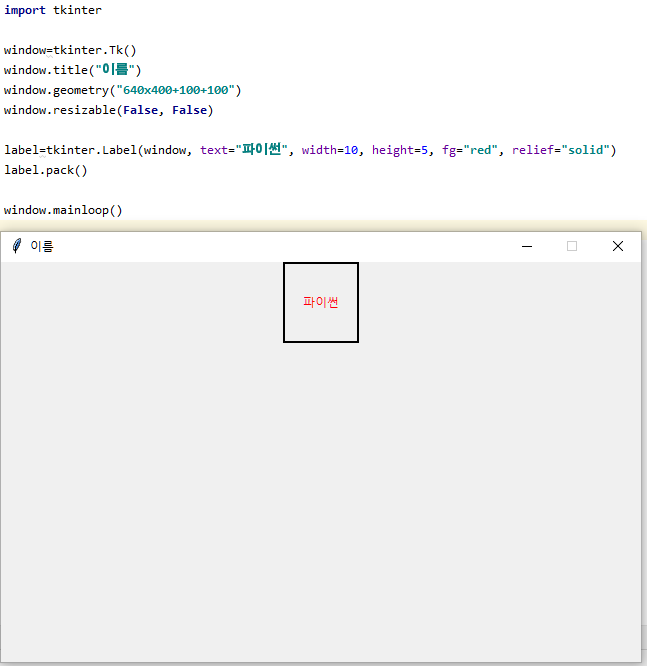 import tkinter
window=tkinter.Tk()
window.title("이름")
window.geometry("640x400+100+100")
window.resizable(False, False)
label=tkinter.Label(window, text="파이썬", width=10, height=5, fg="red", relief="solid")
label.pack()
window.mainloop()
이름
파이썬